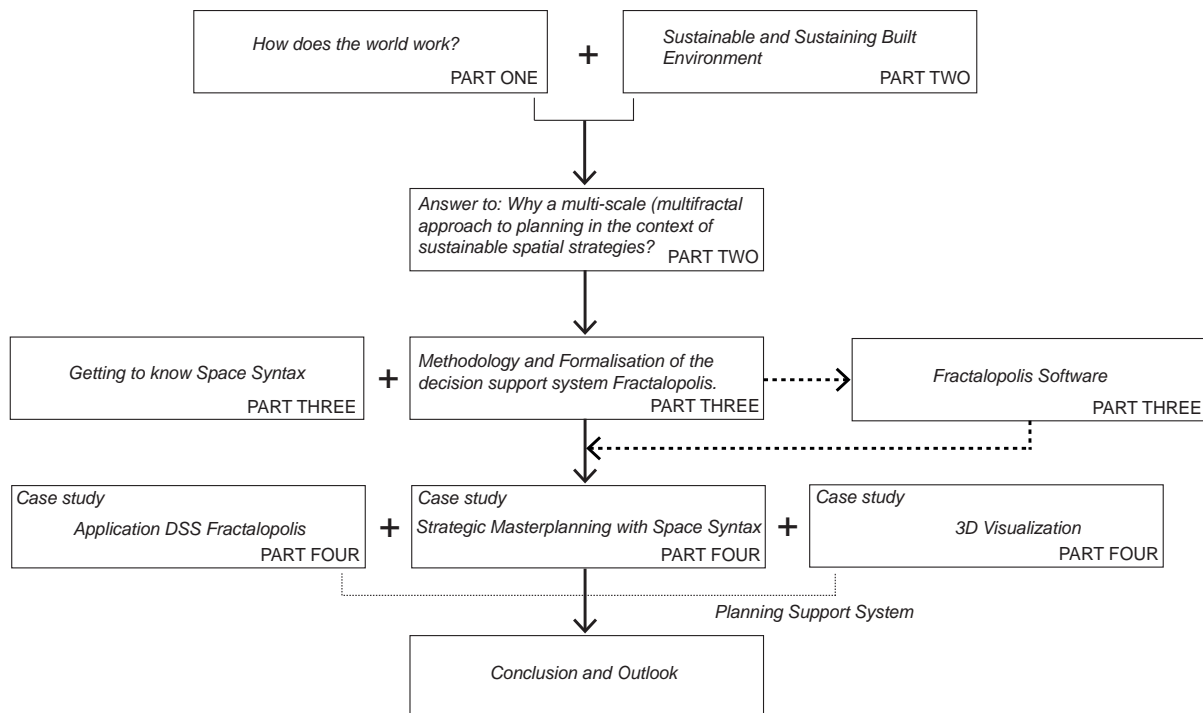 How does the world work?
PART ONE
+
Sustainable and Sustaining Built
Environment
PART TWO
Answer to: Why a multi-scale (multifractal
approach to planning in the context of
sustainable spatial strategies?
PART TWO
Getting to know Space Syntax
PART THREE
+
Methodology and Formalisation of the
decision support system Fractalopolis.
PART THREE
Fractalopolis Software
PART THREE
Case study
Application DSS Fractalopolis
PART FOUR
+
Case study
Strategic Masterplanning with Space Syntax
PART FOUR
+
Case study
3D Visualization
PART FOUR
Planning Support System
Conclusion and Outlook